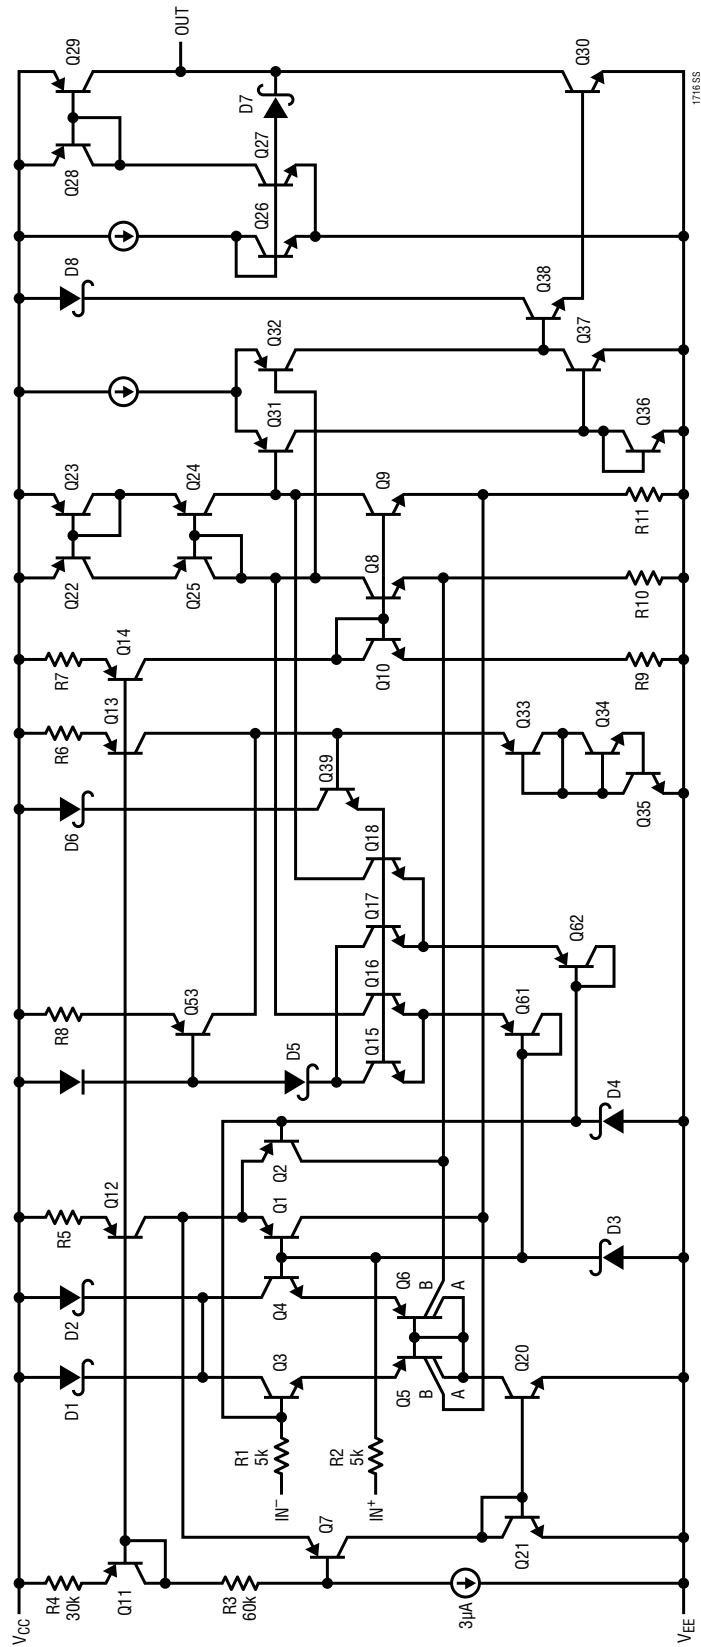 VCC
R4
30k
D1
D2
R5
R8
D6
R6
R7
Q22
Q23
D8
Q28
Q29
Q11
Q12
Q13
Q14
OUT
Q53
Q25
Q24
R3
60k
R1
5k
IN−
Q3
Q4
Q1
Q2
D5
Q31
Q32
Q26
Q27
D7
Q7
R2
5k
IN+
Q15
Q16
Q17
Q18
Q39
Q10
Q8
Q9
Q5
Q6
B
B
A
A
3µA
Q21
Q20
D3
D4
Q61
Q62
Q33
Q34
Q35
Q38
Q37
Q36
Q30
R9
R10
R11
VEE
1716 SS